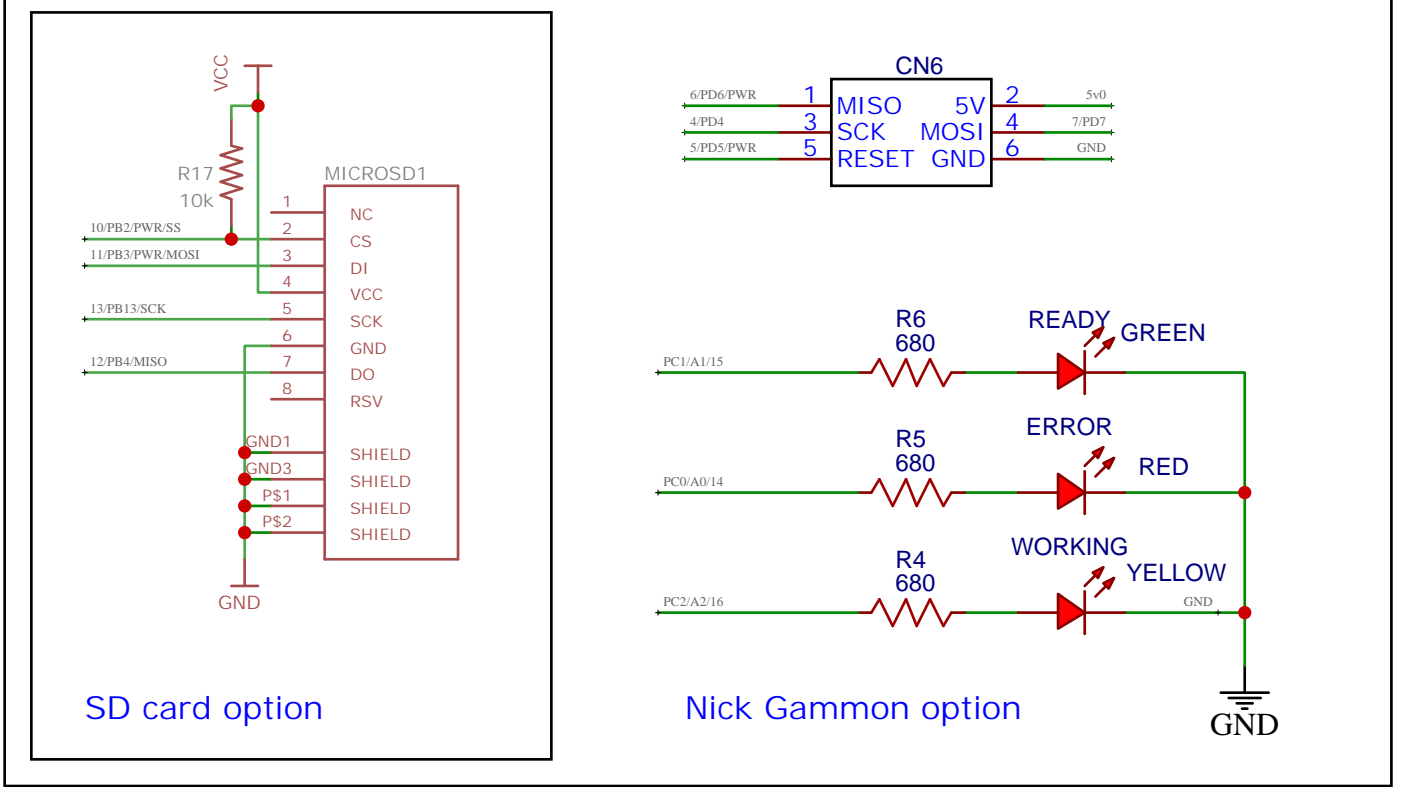 VCC
R17
10k
MICROSD1
1
NC
10/PB2/PWR/SS
2
CS
11/PB3/PWR/MOSI
3
DI
4
VCC
13/PB13/SCK
5
SCK
6
GND
12/PB4/MISO
7
DO
8
RSV
GND1
SHIELD
GND3
SHIELD
P$1
SHIELD
P$2
SHIELD
GND
SD card option
CN6
6/PD6/PWR
1
MISO
5V
2
5v0
4/PD4
3
SCK
MOSI
4
7/PD7
5/PD5/PWR
5
RESET
GND
6
GND
R6
680
READY
GREEN
PC1/A1/15
R5
680
ERROR
RED
PC0/A0/14
R4
680
WORKING
YELLOW
PC2/A2/16
GND
GND
Nick Gammon option